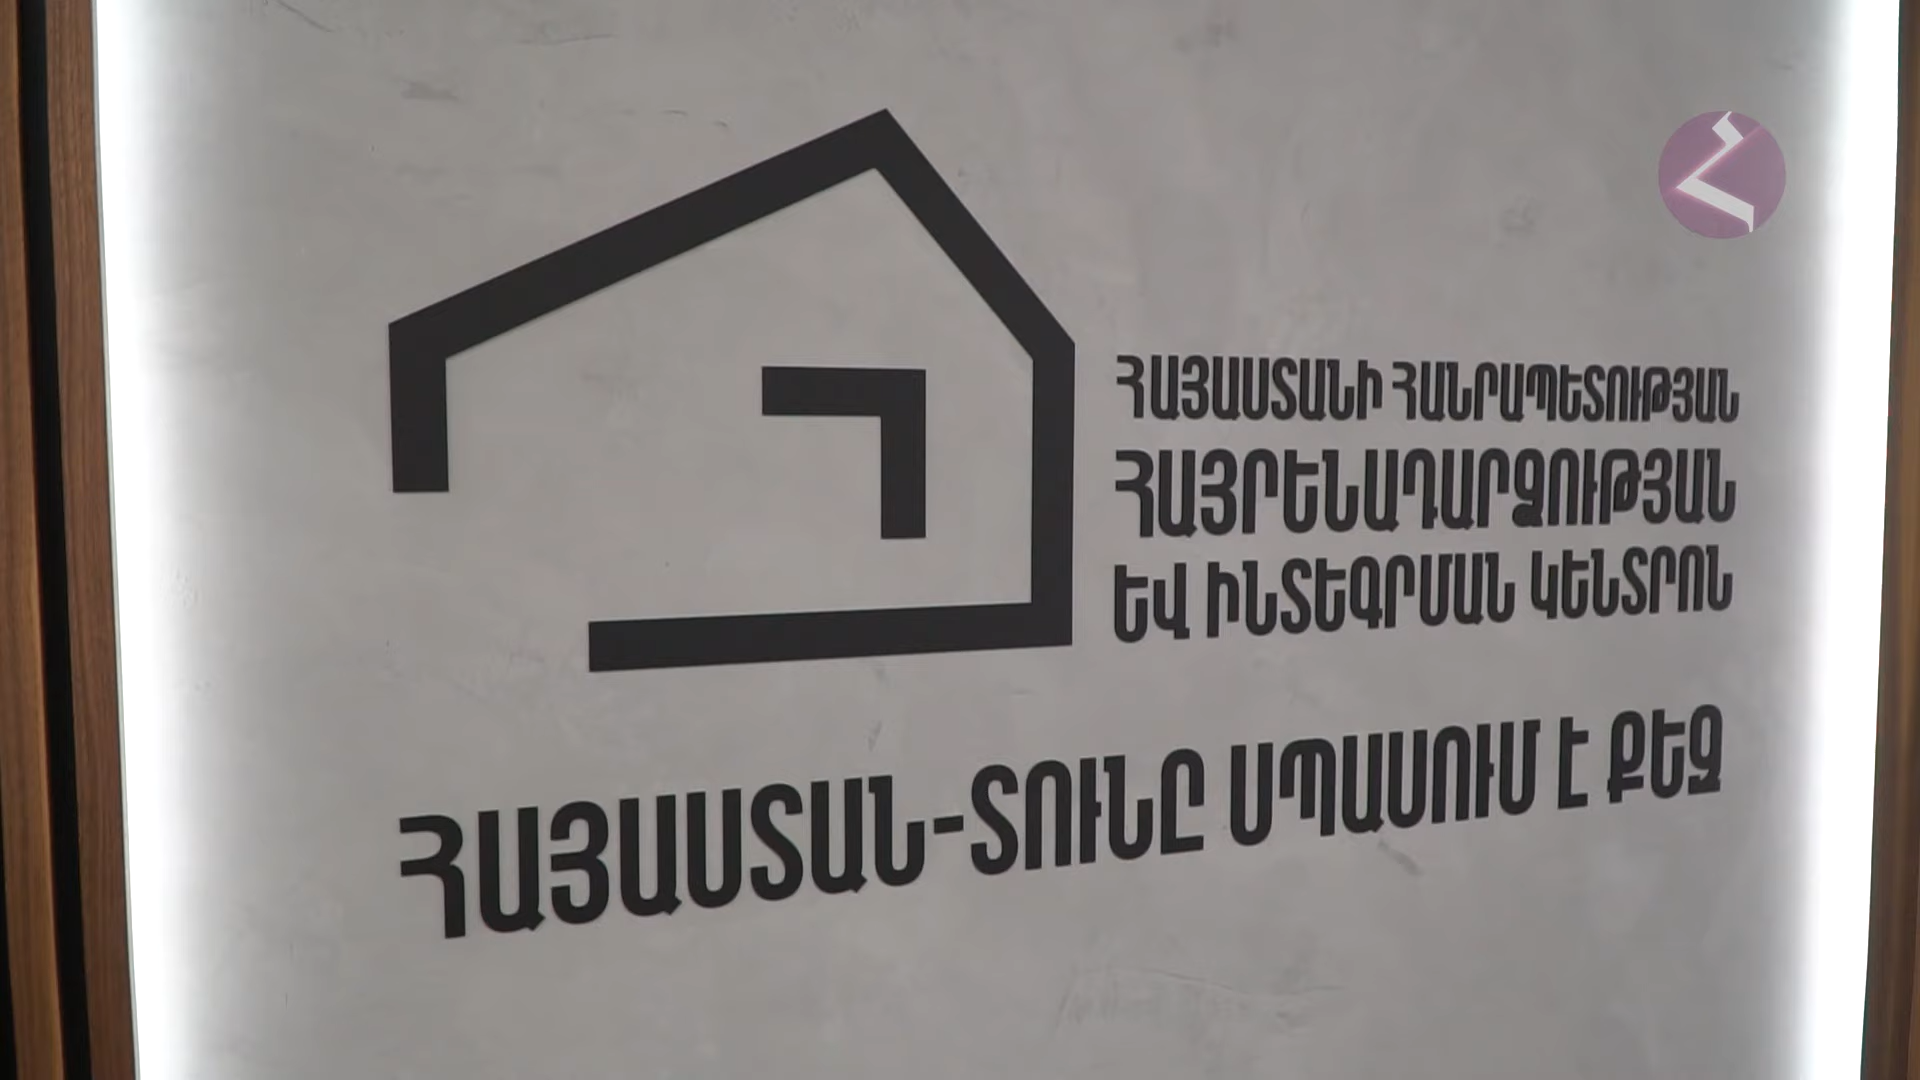 ՀԱՅԱՍՏԱՆԻ ՀԱՆՐԱՊԵՏՈՒԹՅԱՆ
ՀԱՅՐԵՆԱԴԱՐՁՈՒԹՅԱՆ
ԵՎ ԻՆՏԵԳՐՄԱՆ ԿԵՆՏՐՈՆ
ՀԱՅԱՍՏԱՆ-ՏՈՒՆԸ ՍՊԱՍՈՒՄ Է ՔԵԶ
Հ